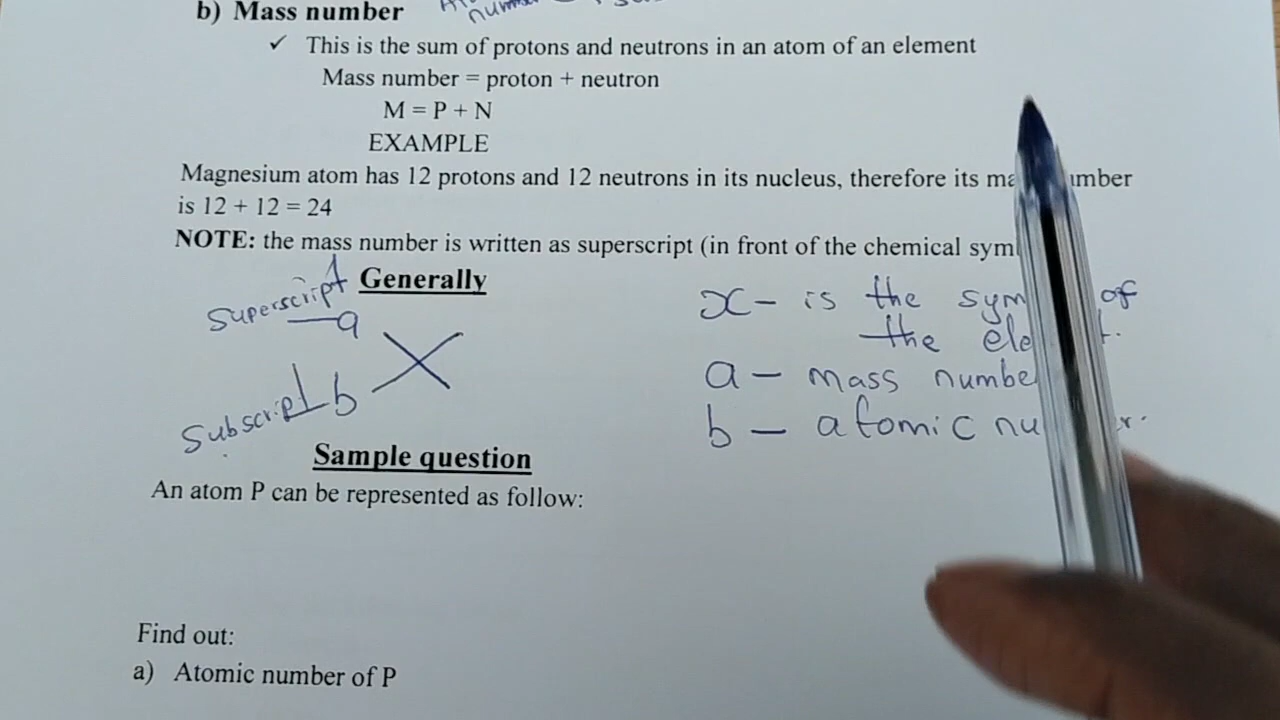 b) Mass number
number =
✓ This is the sum of protons and neutrons in an atom of an element
Mass number = proton + neutron
M = P + N
EXAMPLE
Magnesium atom has 12 protons and 12 neutrons in its nucleus, therefore its ma umber
is 12 + 12 = 24
NOTE: the mass number is written as superscript (in front of the chemical sym
Generally
Superscript
a
X
Subscript b
x - is the sym of
the ele t.
a - mass numbe
b - atomic nu r.
Sample question
An atom P can be represented as follow:
Find out:
a) Atomic number of P